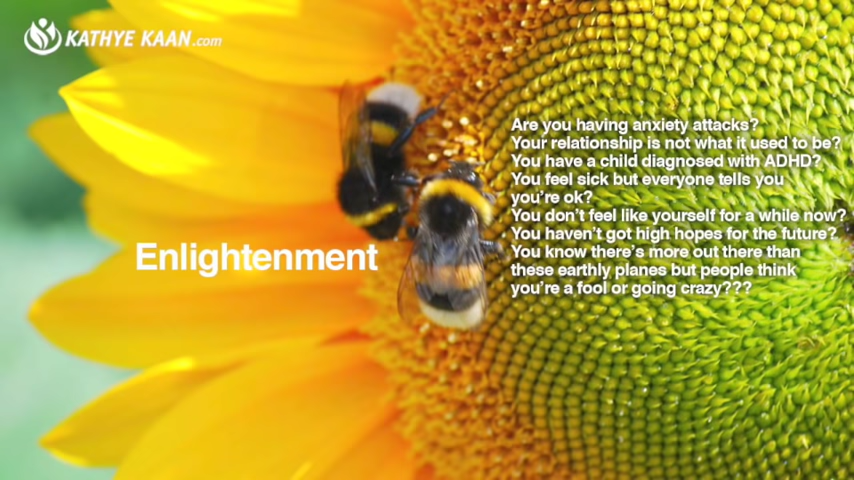 KATHYE KAAN.com
Are you having anxiety attacks?
Your relationship is not what it used to be?
You have a child diagnosed with ADHD?
You feel sick but everyone tells you
you're ok?
You don't feel like yourself for a while now?
You haven't got high hopes for the future?
You know there's more out there than
these earthly planes but people think
you're a fool or going crazy???
Enlightenment